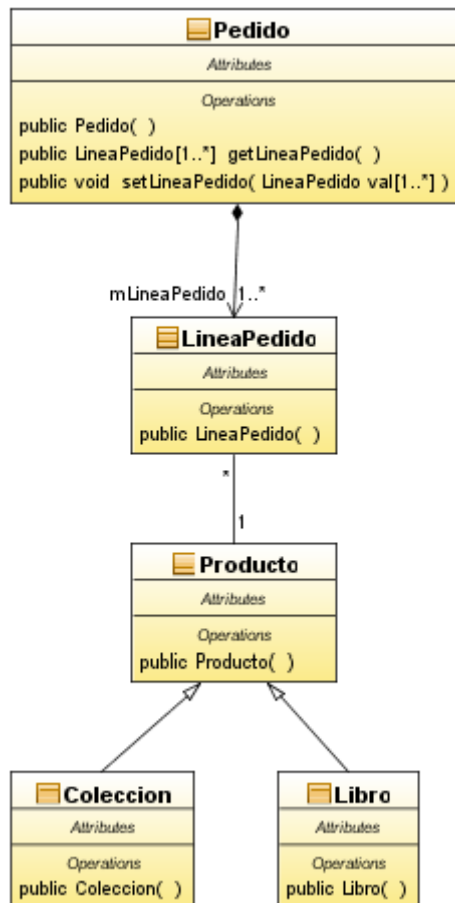 Pedido
Attributes
Operations
public Pedido( )
public LineaPedido[1..*] getLineaPedido( )
public void setLineaPedido( LineaPedido val[1..*] )
mLineaPedido 1..*
LineaPedido
Attributes
Operations
public LineaPedido( )
*
1
Producto
Attributes
Operations
public Producto( )
Coleccion
Attributes
Operations
public Coleccion( )
Libro
Attributes
Operations
public Libro( )